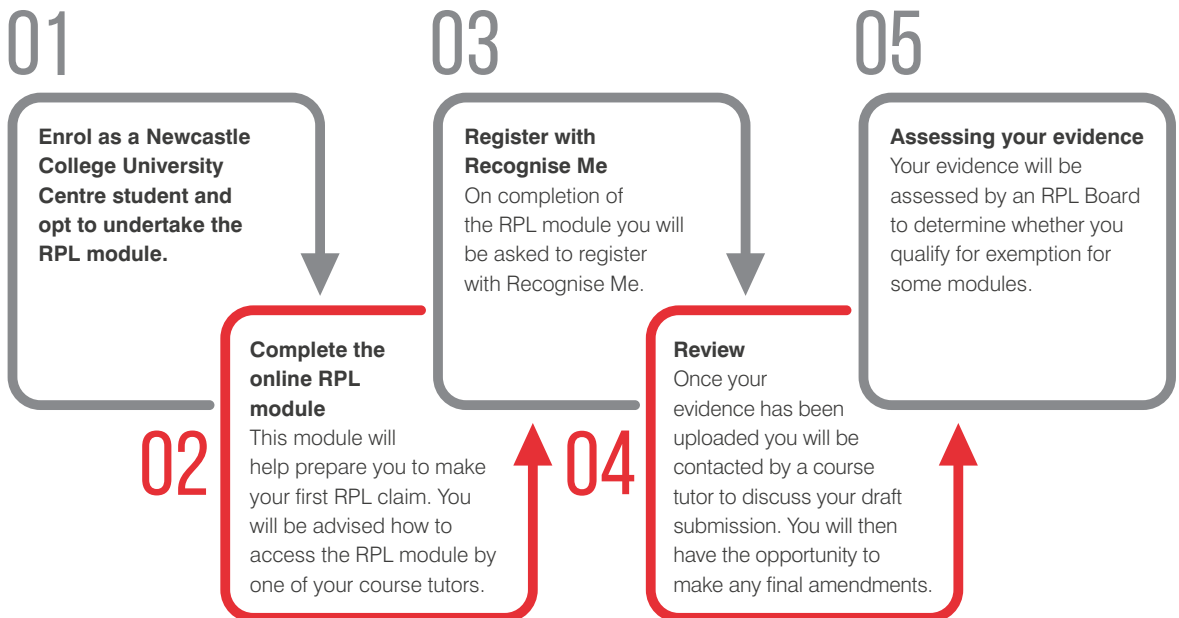 01
Enrol as a Newcastle
College University
Centre student and
opt to undertake the
RPL module.
02
Complete the
online RPL
module
This module will
help prepare you to make
your first RPL claim. You
will be advised how to
access the RPL module by
one of your course tutors.
03
Register with
Recognise Me
On completion of
the RPL module you will
be asked to register
with Recognise Me.
04
Review
Once your
evidence has been
uploaded you will be
contacted by a course
tutor to discuss your draft
submission. You will then
have the opportunity to
make any final amendments.
05
Assessing your evidence
Your evidence will be
assessed by an RPL Board
to determine whether you
qualify for exemption for
some modules.